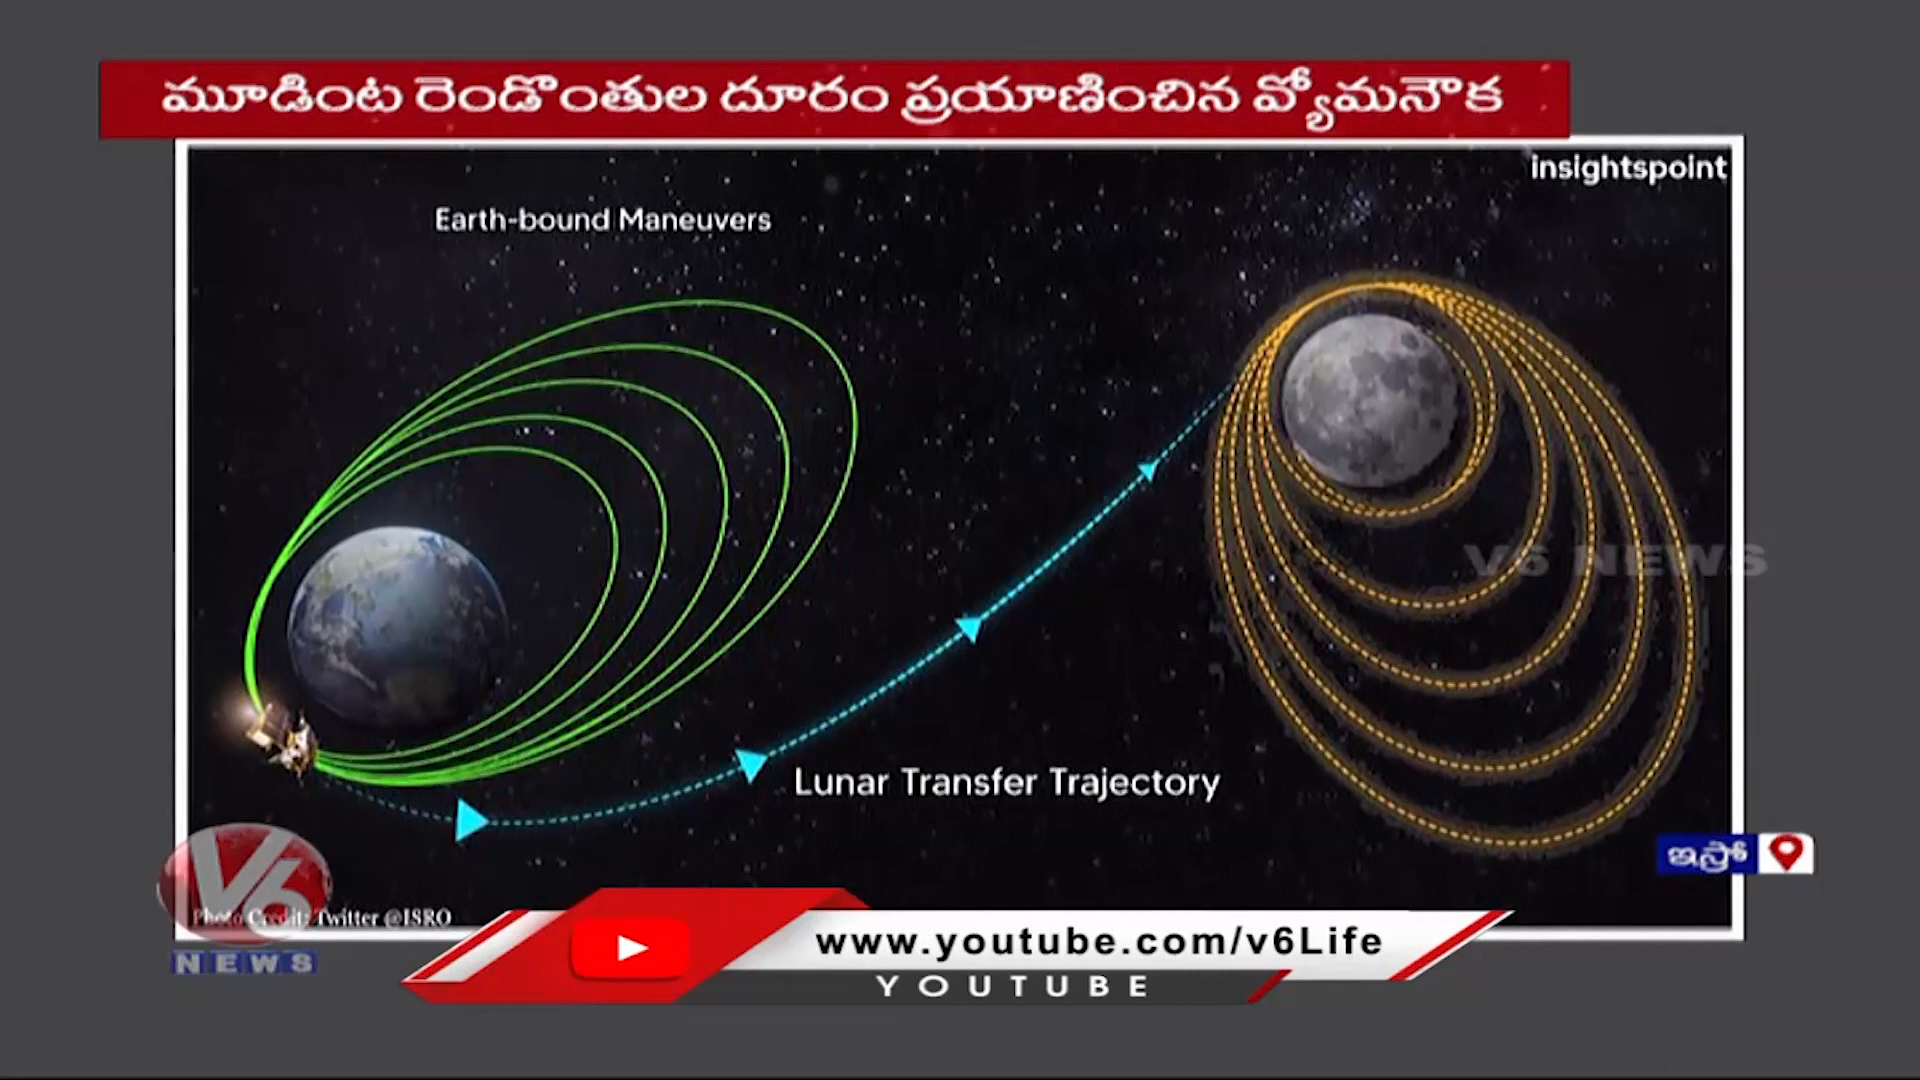 మూడింట రెండొంతుల దూరం ప్రయాణించిన వ్యోమనౌక
insightspoint
Earth-bound Maneuvers
V6 NEWS
Lunar Transfer Trajectory
ఇస్రో
V6
Photo Credit: Twitter @ISRO
NEWS
www.youtube.com/v6Life
YOUTUBE